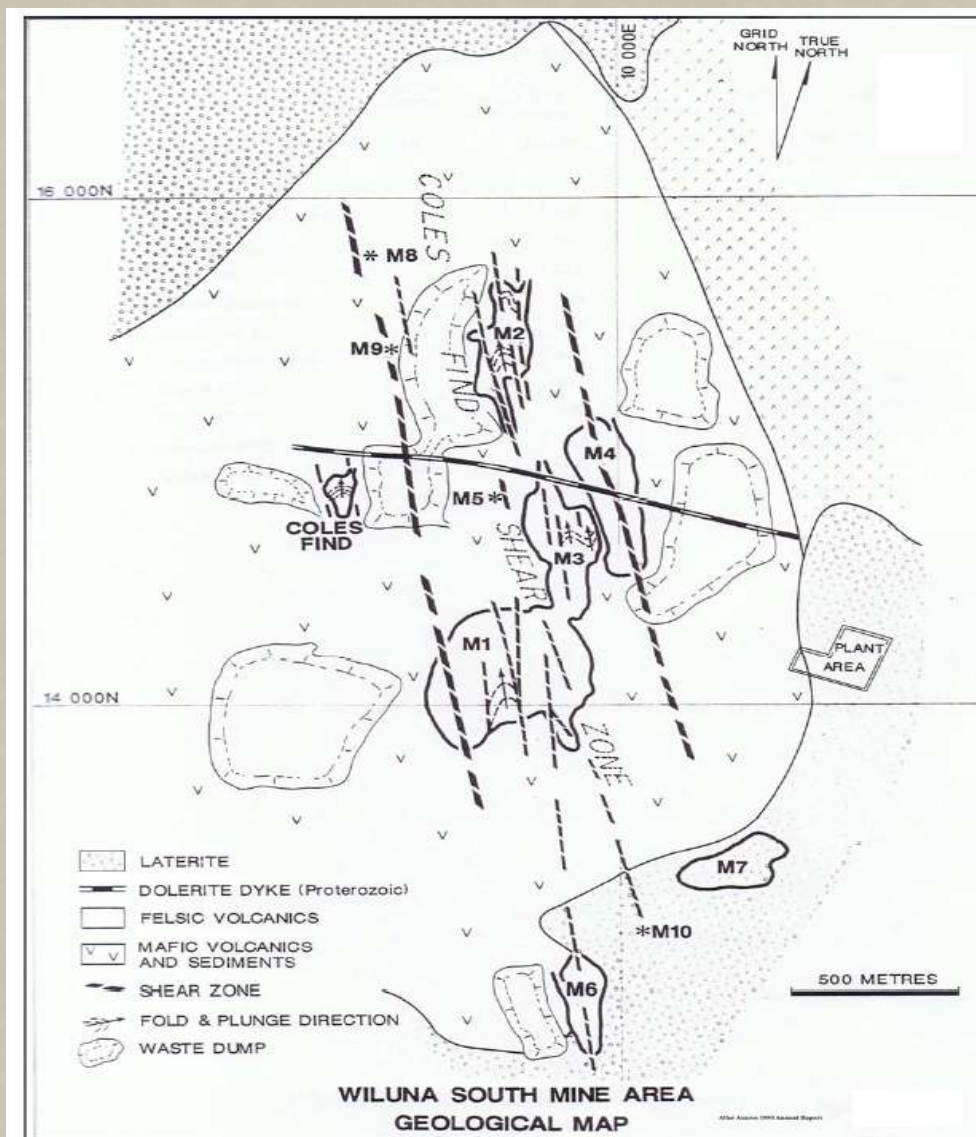 GRID
NORTH
TRUE
NORTH
10 000E
16 000N
COLES
* M8
M2
M9*
FIND
M4
M5*
COLES
FIND
SHEAR
M3
M1
PLANT
AREA
14 000N
ZONE
LATERITE
M7
DOLERITE DYKE (Proterozoic)
FELSIC VOLCANICS
*M10
MAFIC VOLCANICS
AND SEDIMENTS
SHEAR ZONE
M6
500 METRES
FOLD & PLUNGE DIRECTION
WASTE DUMP
WILUNA SOUTH MINE AREA
GEOLOGICAL MAP